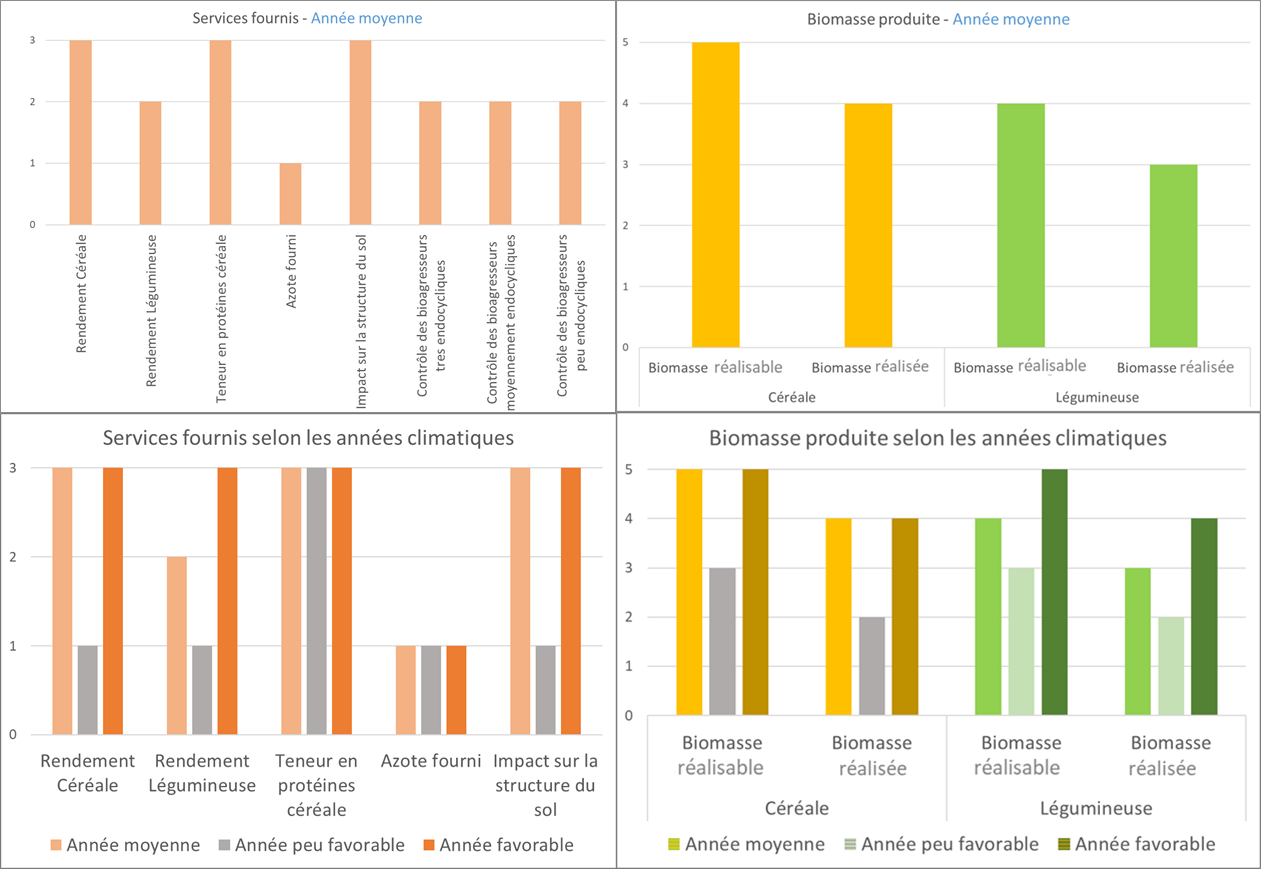 Services fournis - Année moyenne
3
2
1
0
Rendement Céréale
Rendement Légumineuse
Teneur en protéines céréale
Azote fourni
Impact sur la structure du sol
Contrôle des bioagresseurs
tres endocycliques
Contrôle des bioagresseurs
moyennement endocycliques
Contrôle des bioagresseurs
peu endocycliques
Biomasse produite - Année moyenne
5
4
3
2
1
0
Biomasse réalisable
Biomasse réalisée
Biomasse réalisable
Biomasse réalisée
Céréale
Légumineuse
Services fournis selon les années climatiques
3
2
1
0
Rendement
Céréale
Rendement
Légumineuse
Teneur en
protéines
céréale
Azote fourni
Impact sur la
structure du
sol
Année moyenne
Année peu favorable
Année favorable
Biomasse produite selon les années climatiques
5
4
3
2
1
0
Biomasse
réalisable
Biomasse
réalisée
Biomasse
réalisable
Biomasse
réalisée
Céréale
Légumineuse
Année moyenne
Année peu favorable
Année favorable